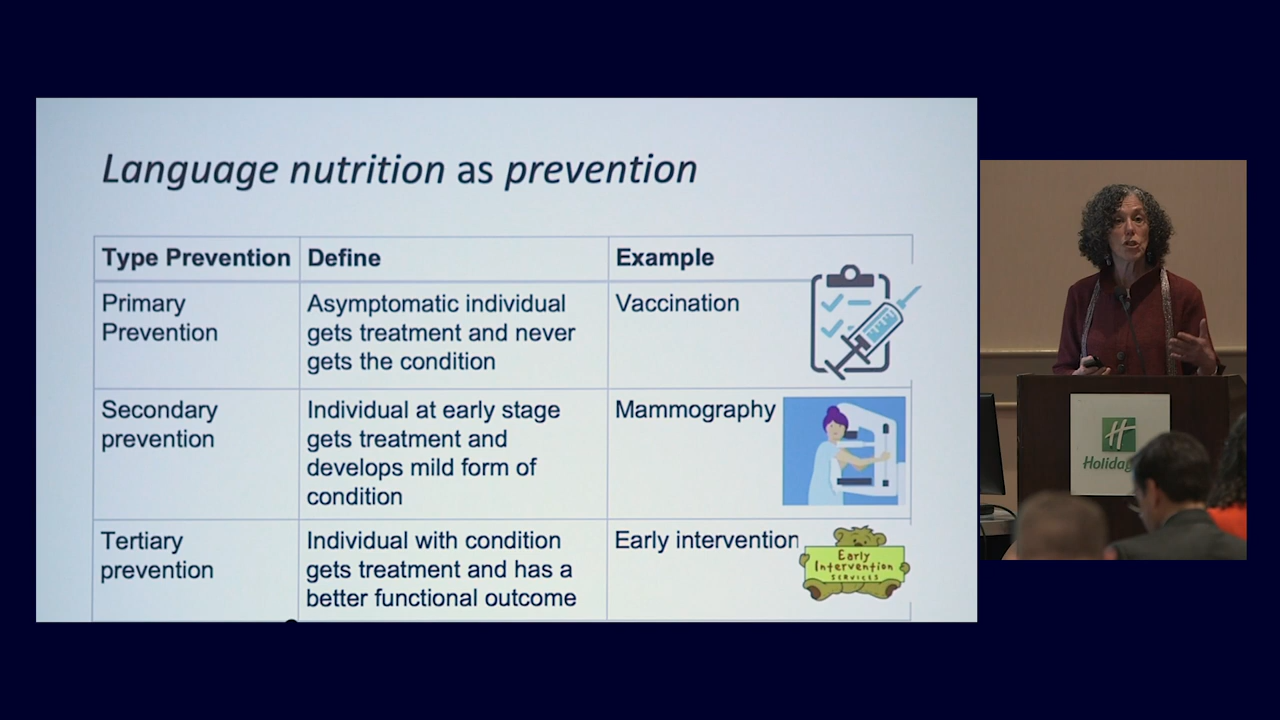 Language nutrition as prevention
Type Prevention
Define
Example
Primary
Prevention
Asymptomatic individual
gets treatment and never
gets the condition
Vaccination
Secondary
prevention
Individual at early stage
gets treatment and
develops mild form of
condition
Mammography
Tertiary
prevention
Individual with condition
gets treatment and has a
better functional outcome
Early intervention
Early
Intervention
SERVICES
H
Holida